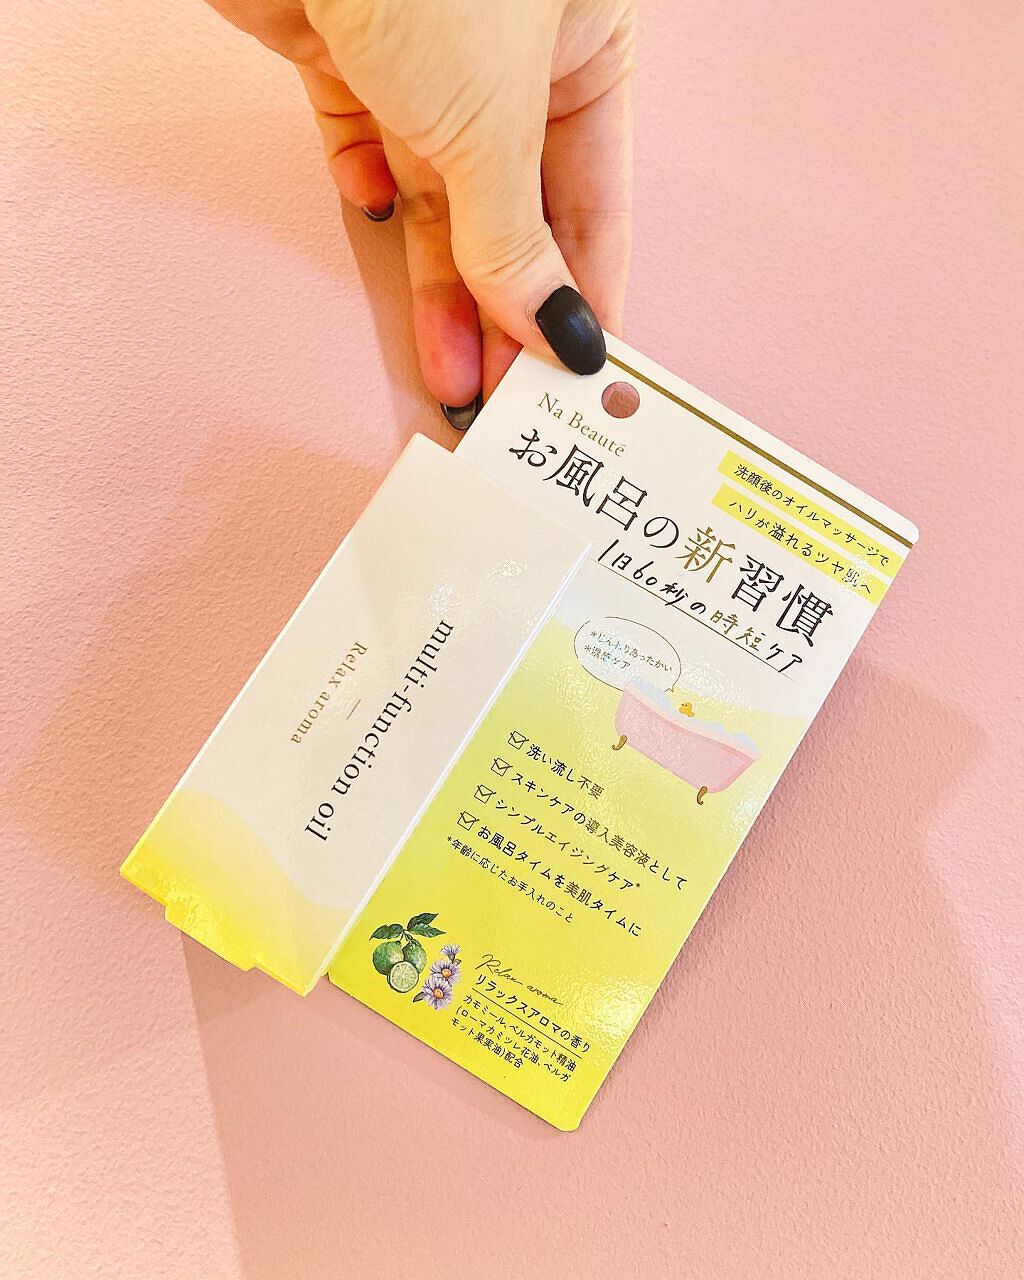 Na Beauté
お風呂の新習慣
1日60秒の時短ケア
洗顔後のオイルマッサージで
ハリが溢れるツヤ肌へ
*じんわりあったかい
*温感ケア
洗い流し不要
スキンケアの導入美容液として
シンプルエイジングケア*
お風呂タイムを美肌タイムに
*年齢に応じたお手入れのこと
Relax aroma
リラックスアロマの香り
カモミール、ベルガモット精油
(ローマカミツレ花油、ベルガ
モット果実油)配合
multi-function oil
Relax aroma